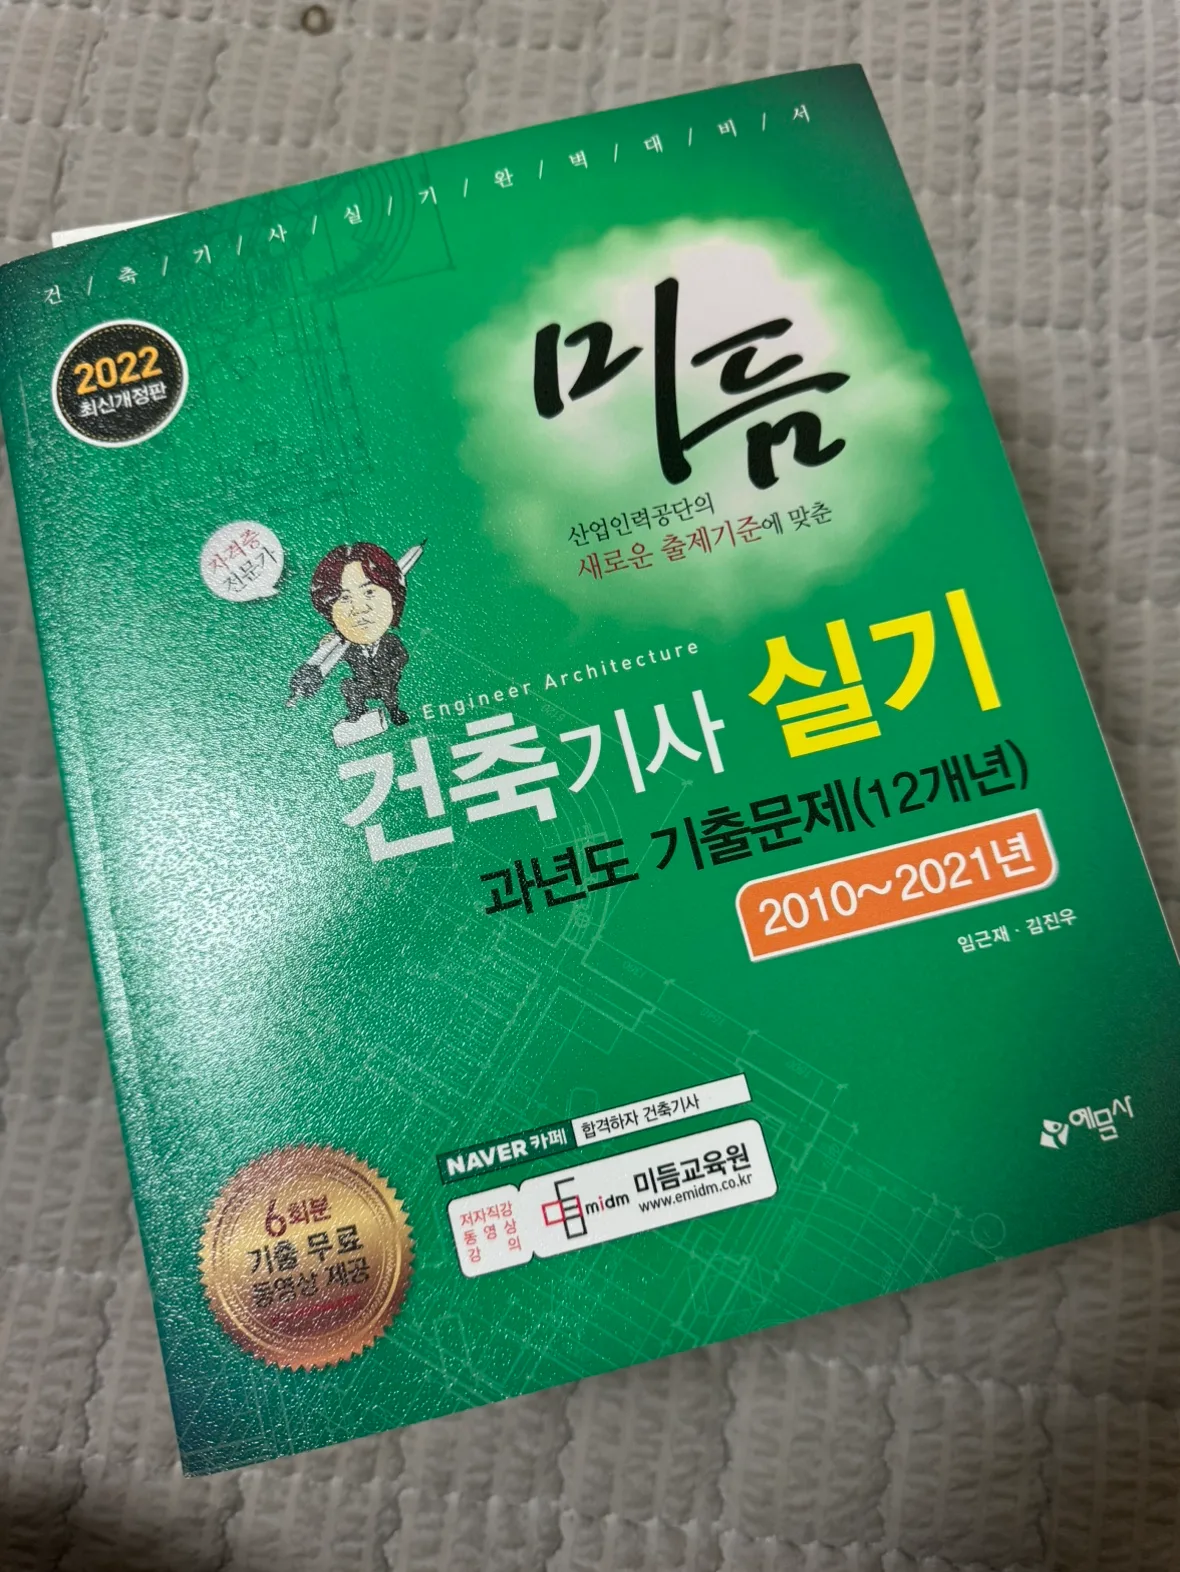 건/축/기/사/실/기/완/벽/대/비/서
2022
최신개정판
미듬
산업인력공단의
새로운 출제기준에 맞춘
자격증
전문가
Engineer Architecture
건축기사 실기
과년도 기출문제(12개년)
2010~2021년
임근재 · 김진우
예문사
NAVER 카페 합격하자 건축기사
저자직강
동영상
강의
midm 미듬교육원
www.emidm.co.kr
6회분
기출 무료
동영상 제공